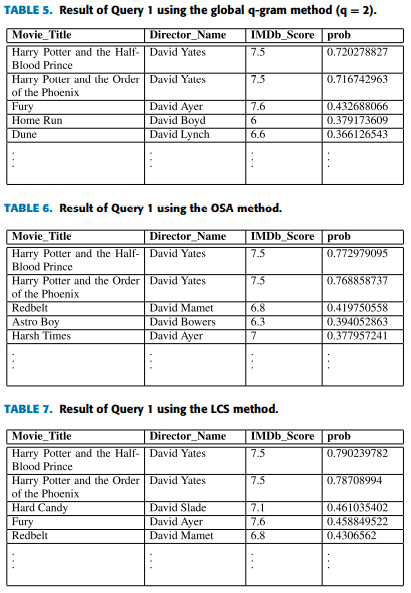 TABLE 5. Result of Query 1 using the global q-gram method (q = 2).
Movie_Title Director_Name IMDb_Score prob
Harry Potter and the Half- David Yates 7.5 0.720278827
Blood Prince
Harry Potter and the Order David Yates 7.5 0.716742963
of the Phoenix
Fury David Ayer 7.6 0.432688066
Home Run David Boyd 6 0.379173609
Dune David Lynch 6.6 0.366126543
. . . .
. . . .
. . . .
TABLE 6. Result of Query 1 using the OSA method.
Movie_Title Director_Name IMDb_Score prob
Harry Potter and the Half- David Yates 7.5 0.772979095
Blood Prince
Harry Potter and the Order David Yates 7.5 0.768858737
of the Phoenix
Redbelt David Mamet 6.8 0.419750558
Astro Boy David Bowers 6.3 0.394052863
Harsh Times David Ayer 7 0.377957241
. . . .
. . . .
. . . .
TABLE 7. Result of Query 1 using the LCS method.
Movie_Title Director_Name IMDb_Score prob
Harry Potter and the Half- David Yates 7.5 0.790239782
Blood Prince
Harry Potter and the Order David Yates 7.5 0.78708994
of the Phoenix
Hard Candy David Slade 7.1 0.461035402
Fury David Ayer 7.6 0.458849522
Redbelt David Mamet 6.8 0.4306562
. . . .
. . . .
. . . .